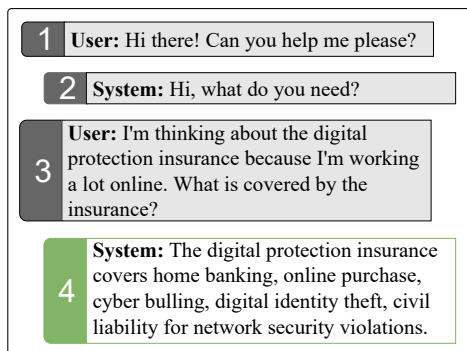 1 User: Hi there! Can you help me please?
2 System: Hi, what do you need?
User: I'm thinking about the digital
protection insurance because I'm working
3 a lot online. What is covered by the
insurance?
System: The digital protection insurance
covers home banking, online purchase,
4 cyber bulling, digital identity theft, civil
liability for network security violations.